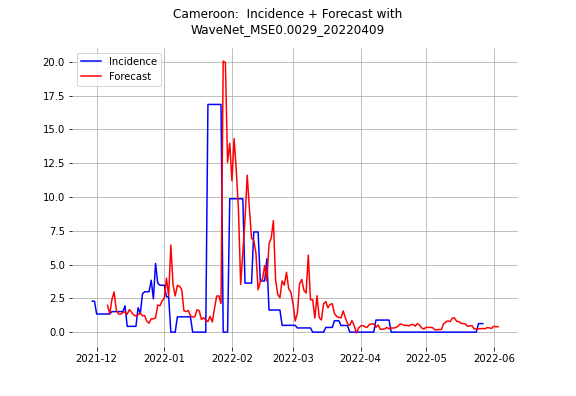 Cameroon:  Incidence + Forecast with
WaveNet_MSE0.0029_20220409
Incidence
Forecast
20.0
17.5
15.0
12.5
10.0
7.5
5.0
2.5
0.0
2021-12 2022-01 2022-02 2022-03 2022-04 2022-05 2022-06